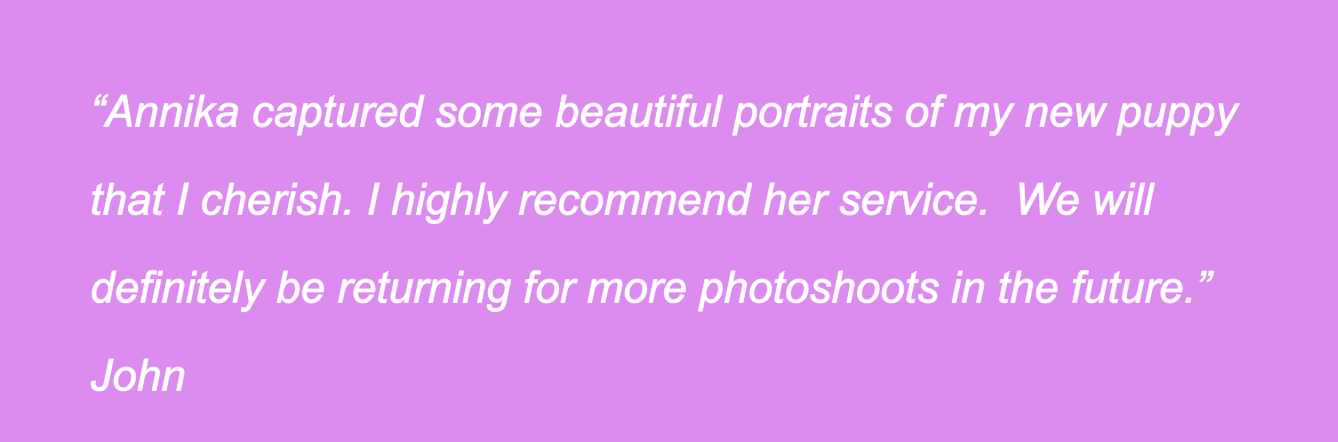 “Annika captured some beautiful portraits of my new puppy
that I cherish. I highly recommend her service.  We will
definitely be returning for more photoshoots in the future.”
John